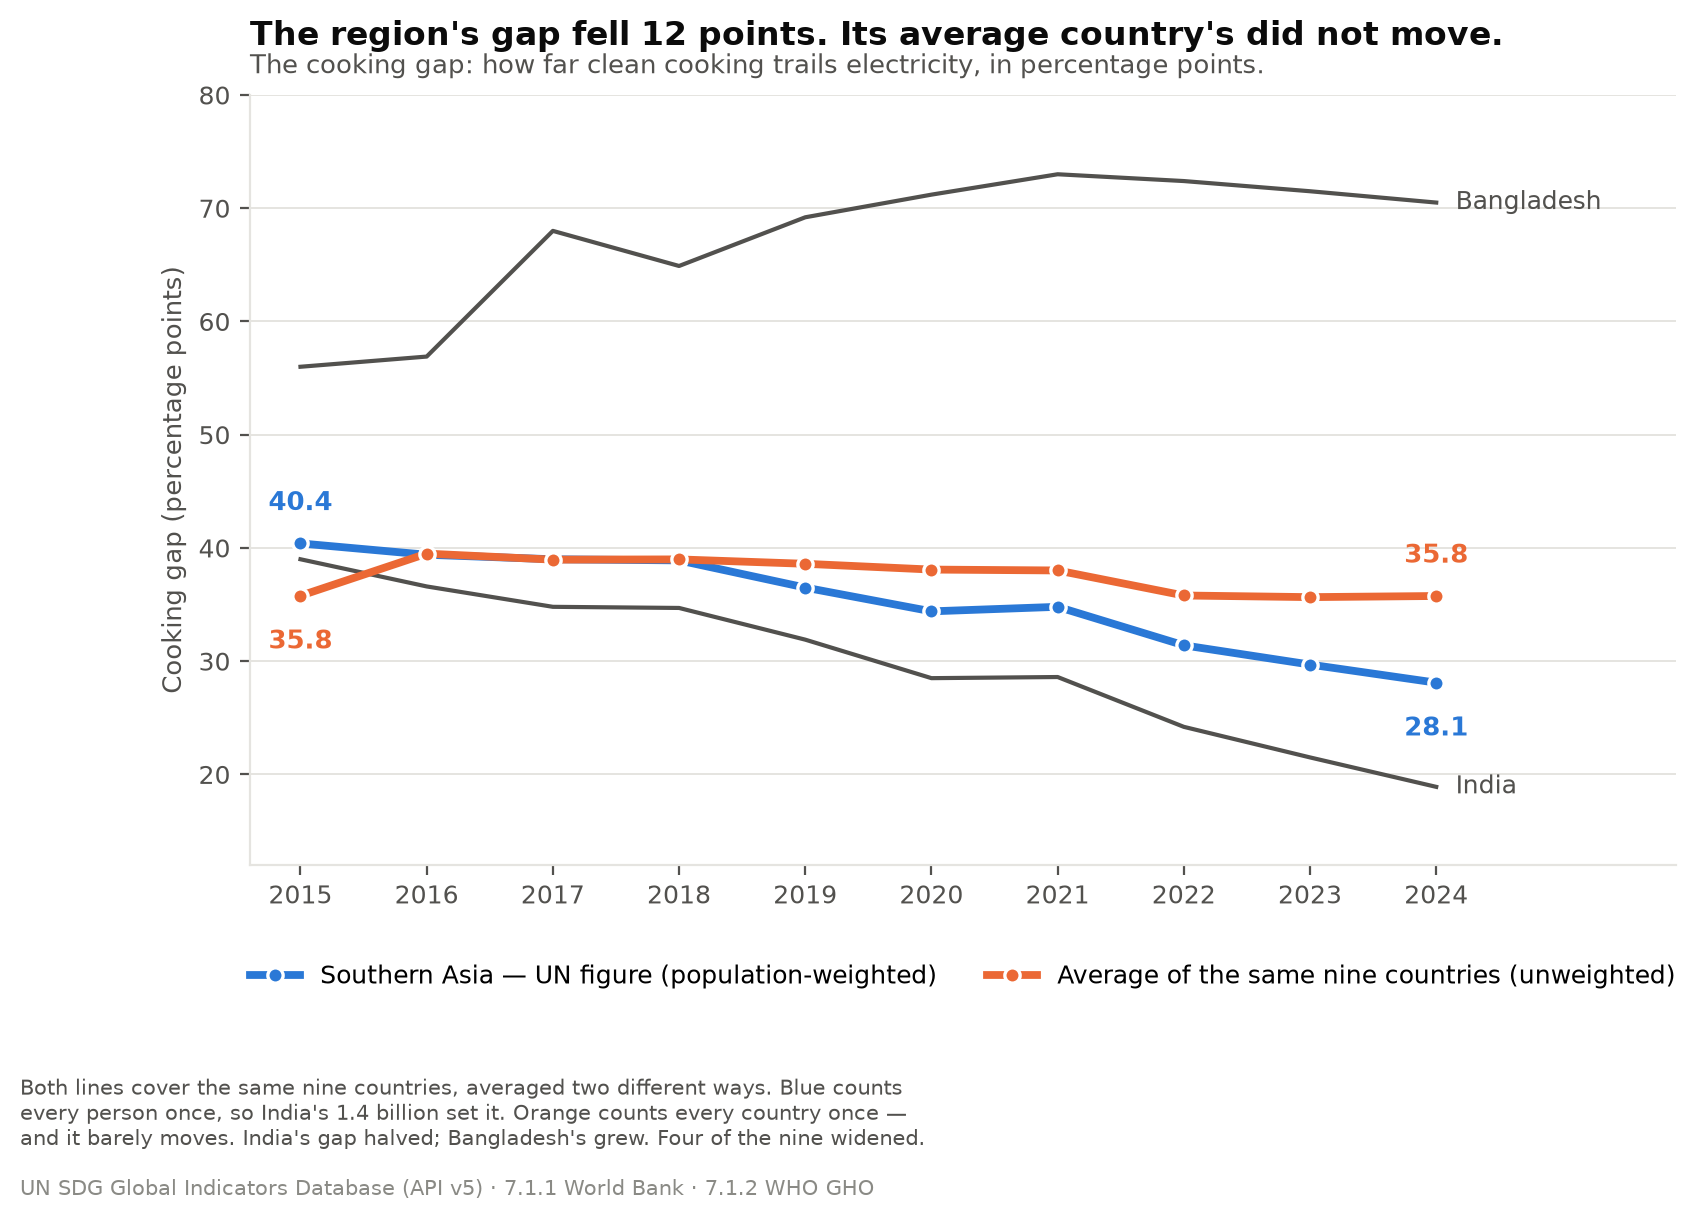 The region's gap fell 12 points. Its average country's did not move.
The cooking gap: how far clean cooking trails electricity, in percentage points.
Cooking gap (percentage points)
80
70
60
50
40
30
20
Bangladesh
40.4
35.8
35.8
28.1
India
2015 2016 2017 2018 2019 2020 2021 2022 2023 2024
Southern Asia — UN figure (population-weighted) Average of the same nine countries (unweighted)
Both lines cover the same nine countries, averaged two different ways. Blue counts
every person once, so India's 1.4 billion set it. Orange counts every country once —
and it barely moves. India's gap halved; Bangladesh's grew. Four of the nine widened.
UN SDG Global Indicators Database (API v5) · 7.1.1 World Bank · 7.1.2 WHO GHO